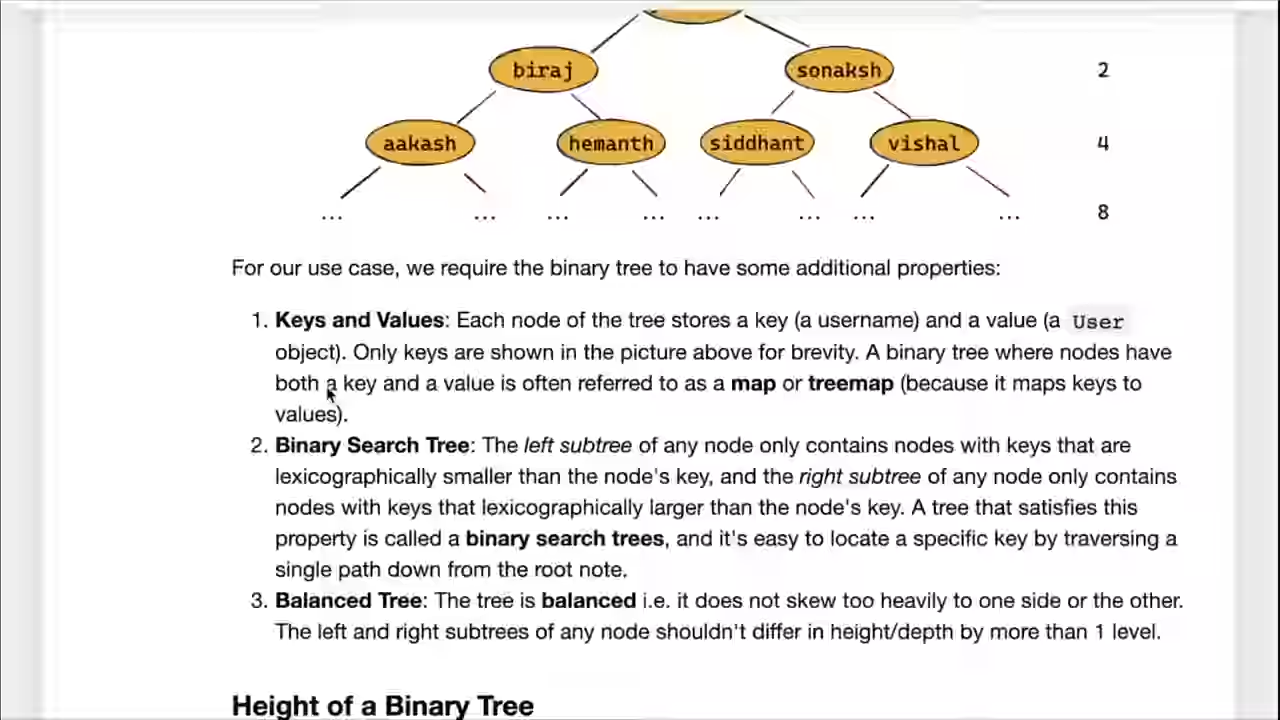 biraj sonaksh 2
aakash hemanth siddhant vishal 4
... ... ... ... ... ... ... ... 8
For our use case, we require the binary tree to have some additional properties:
1. Keys and Values: Each node of the tree stores a key (a username) and a value (a User
object). Only keys are shown in the picture above for brevity. A binary tree where nodes have
both a key and a value is often referred to as a map or treemap (because it maps keys to
values).
2. Binary Search Tree: The left subtree of any node only contains nodes with keys that are
lexicographically smaller than the node's key, and the right subtree of any node only contains
nodes with keys that lexicographically larger than the node's key. A tree that satisfies this
property is called a binary search trees, and it's easy to locate a specific key by traversing a
single path down from the root note.
3. Balanced Tree: The tree is balanced i.e. it does not skew too heavily to one side or the other.
The left and right subtrees of any node shouldn't differ in height/depth by more than 1 level.
Height of a Binary Tree